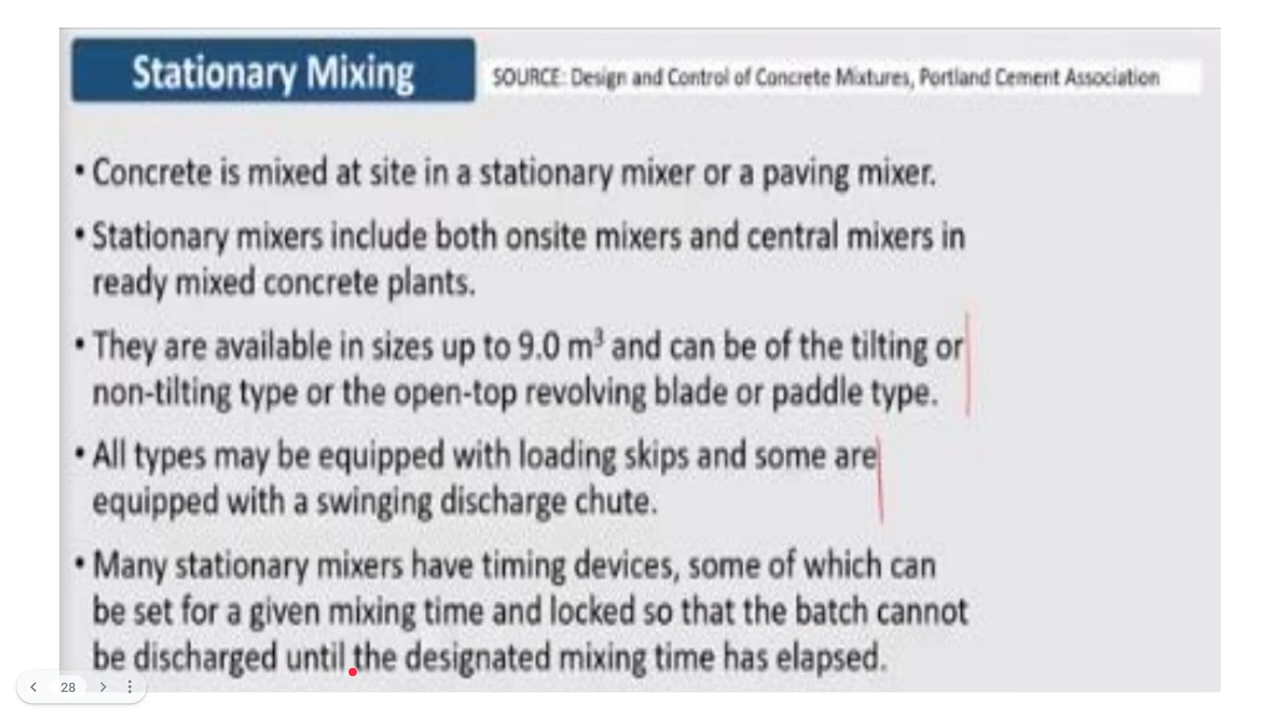 Stationary Mixing
SOURCE: Design and Control of Concrete Mixtures, Portland Cement Association
• Concrete is mixed at site in a stationary mixer or a paving mixer.
• Stationary mixers include both onsite mixers and central mixers in
ready mixed concrete plants.
• They are available in sizes up to 9.0 m³ and can be of the tilting or
non-tilting type or the open-top revolving blade or paddle type.
• All types may be equipped with loading skips and some are
equipped with a swinging discharge chute.
• Many stationary mixers have timing devices, some of which can
be set for a given mixing time and locked so that the batch cannot
be discharged until the designated mixing time has elapsed.
28